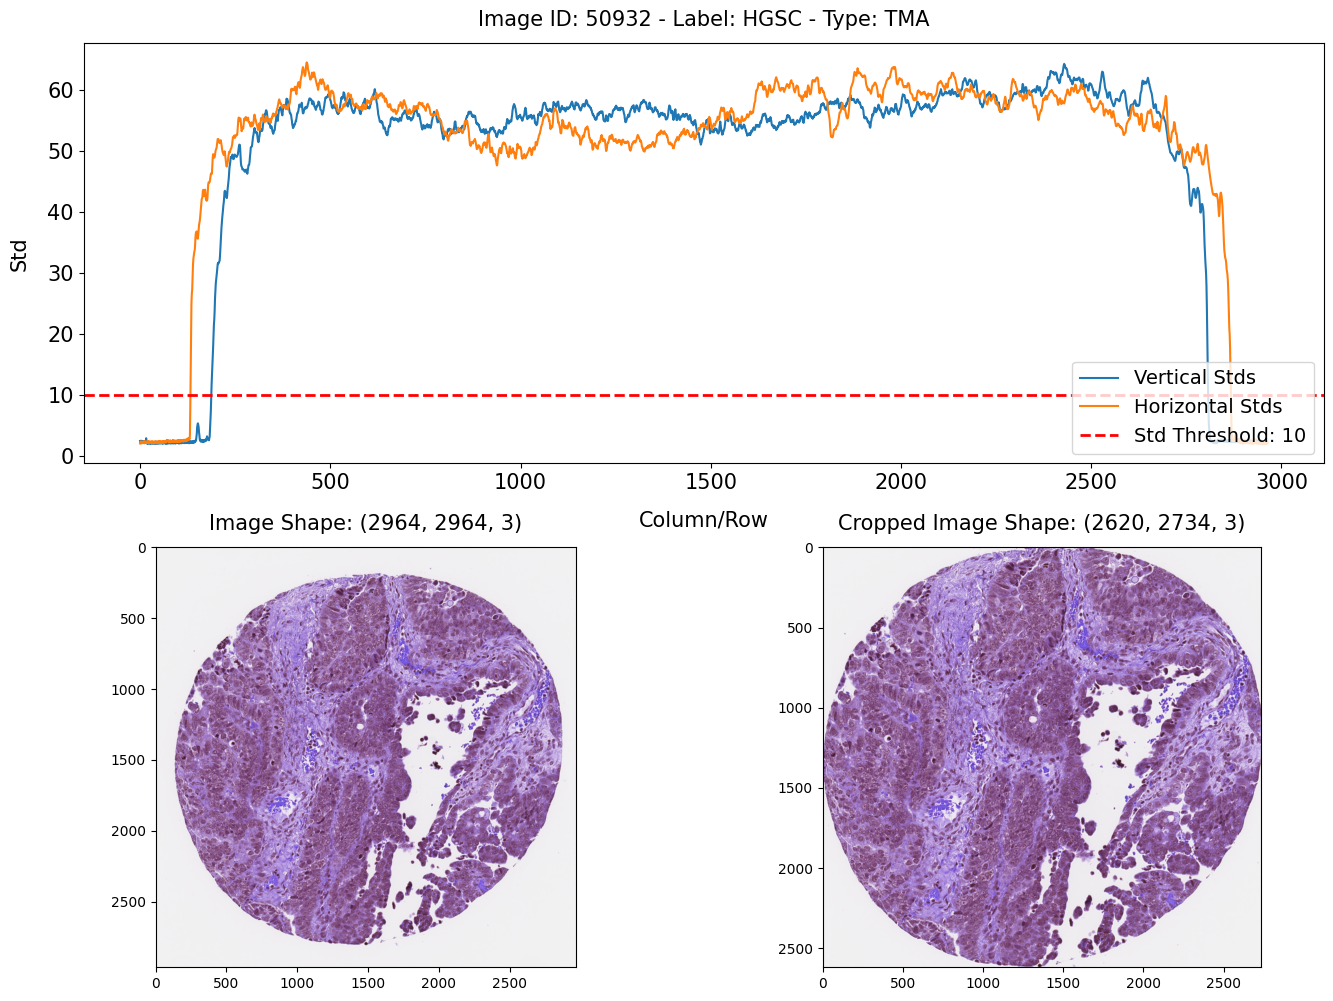 Image ID: 50932 - Label: HGSC - Type: TMA
Std
60
50
40
30
20
10
0
Vertical Stds
Horizontal Stds
Std Threshold: 10
0 500 1000 1500 2000 2500 3000
Column/Row
Image Shape: (2964, 2964, 3)
0
500
1000
1500
2000
2500
0 500 1000 1500 2000 2500
Cropped Image Shape: (2620, 2734, 3)
0
500
1000
1500
2000
2500
0 500 1000 1500 2000 2500